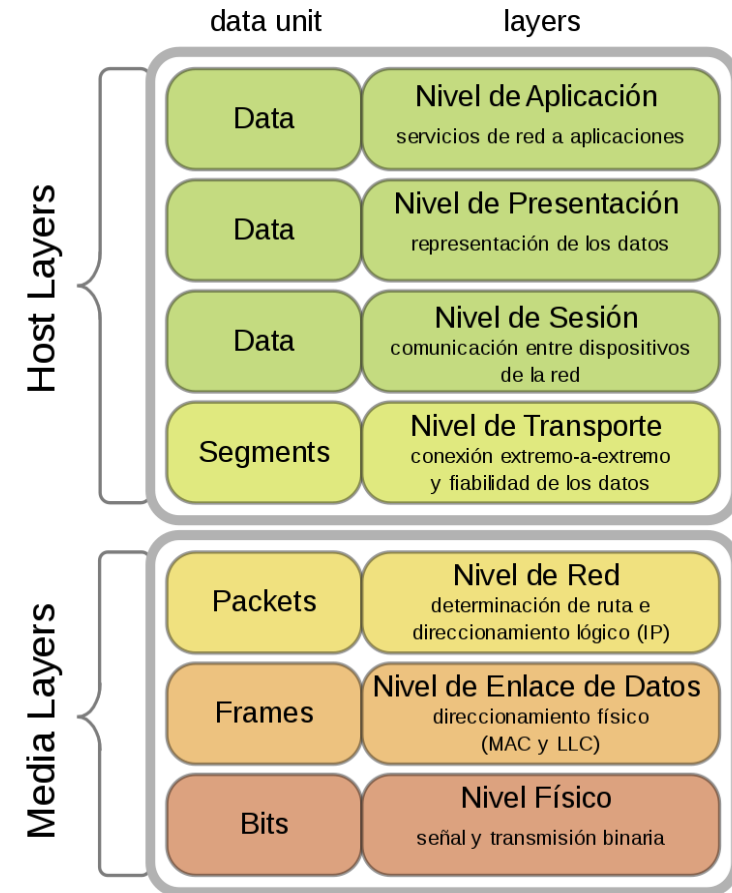 data unit
layers
Host Layers
Data
Nivel de Aplicación
servicios de red a aplicaciones
Data
Nivel de Presentación
representación de los datos
Data
Nivel de Sesión
comunicación entre dispositivos
de la red
Segments
Nivel de Transporte
conexión extremo-a-extremo
y fiabilidad de los datos
Media Layers
Packets
Nivel de Red
determinación de ruta e
direccionamiento lógico (IP)
Frames
Nivel de Enlace de Datos
direccionamiento físico
(MAC y LLC)
Bits
Nivel Físico
señal y transmisión binaria